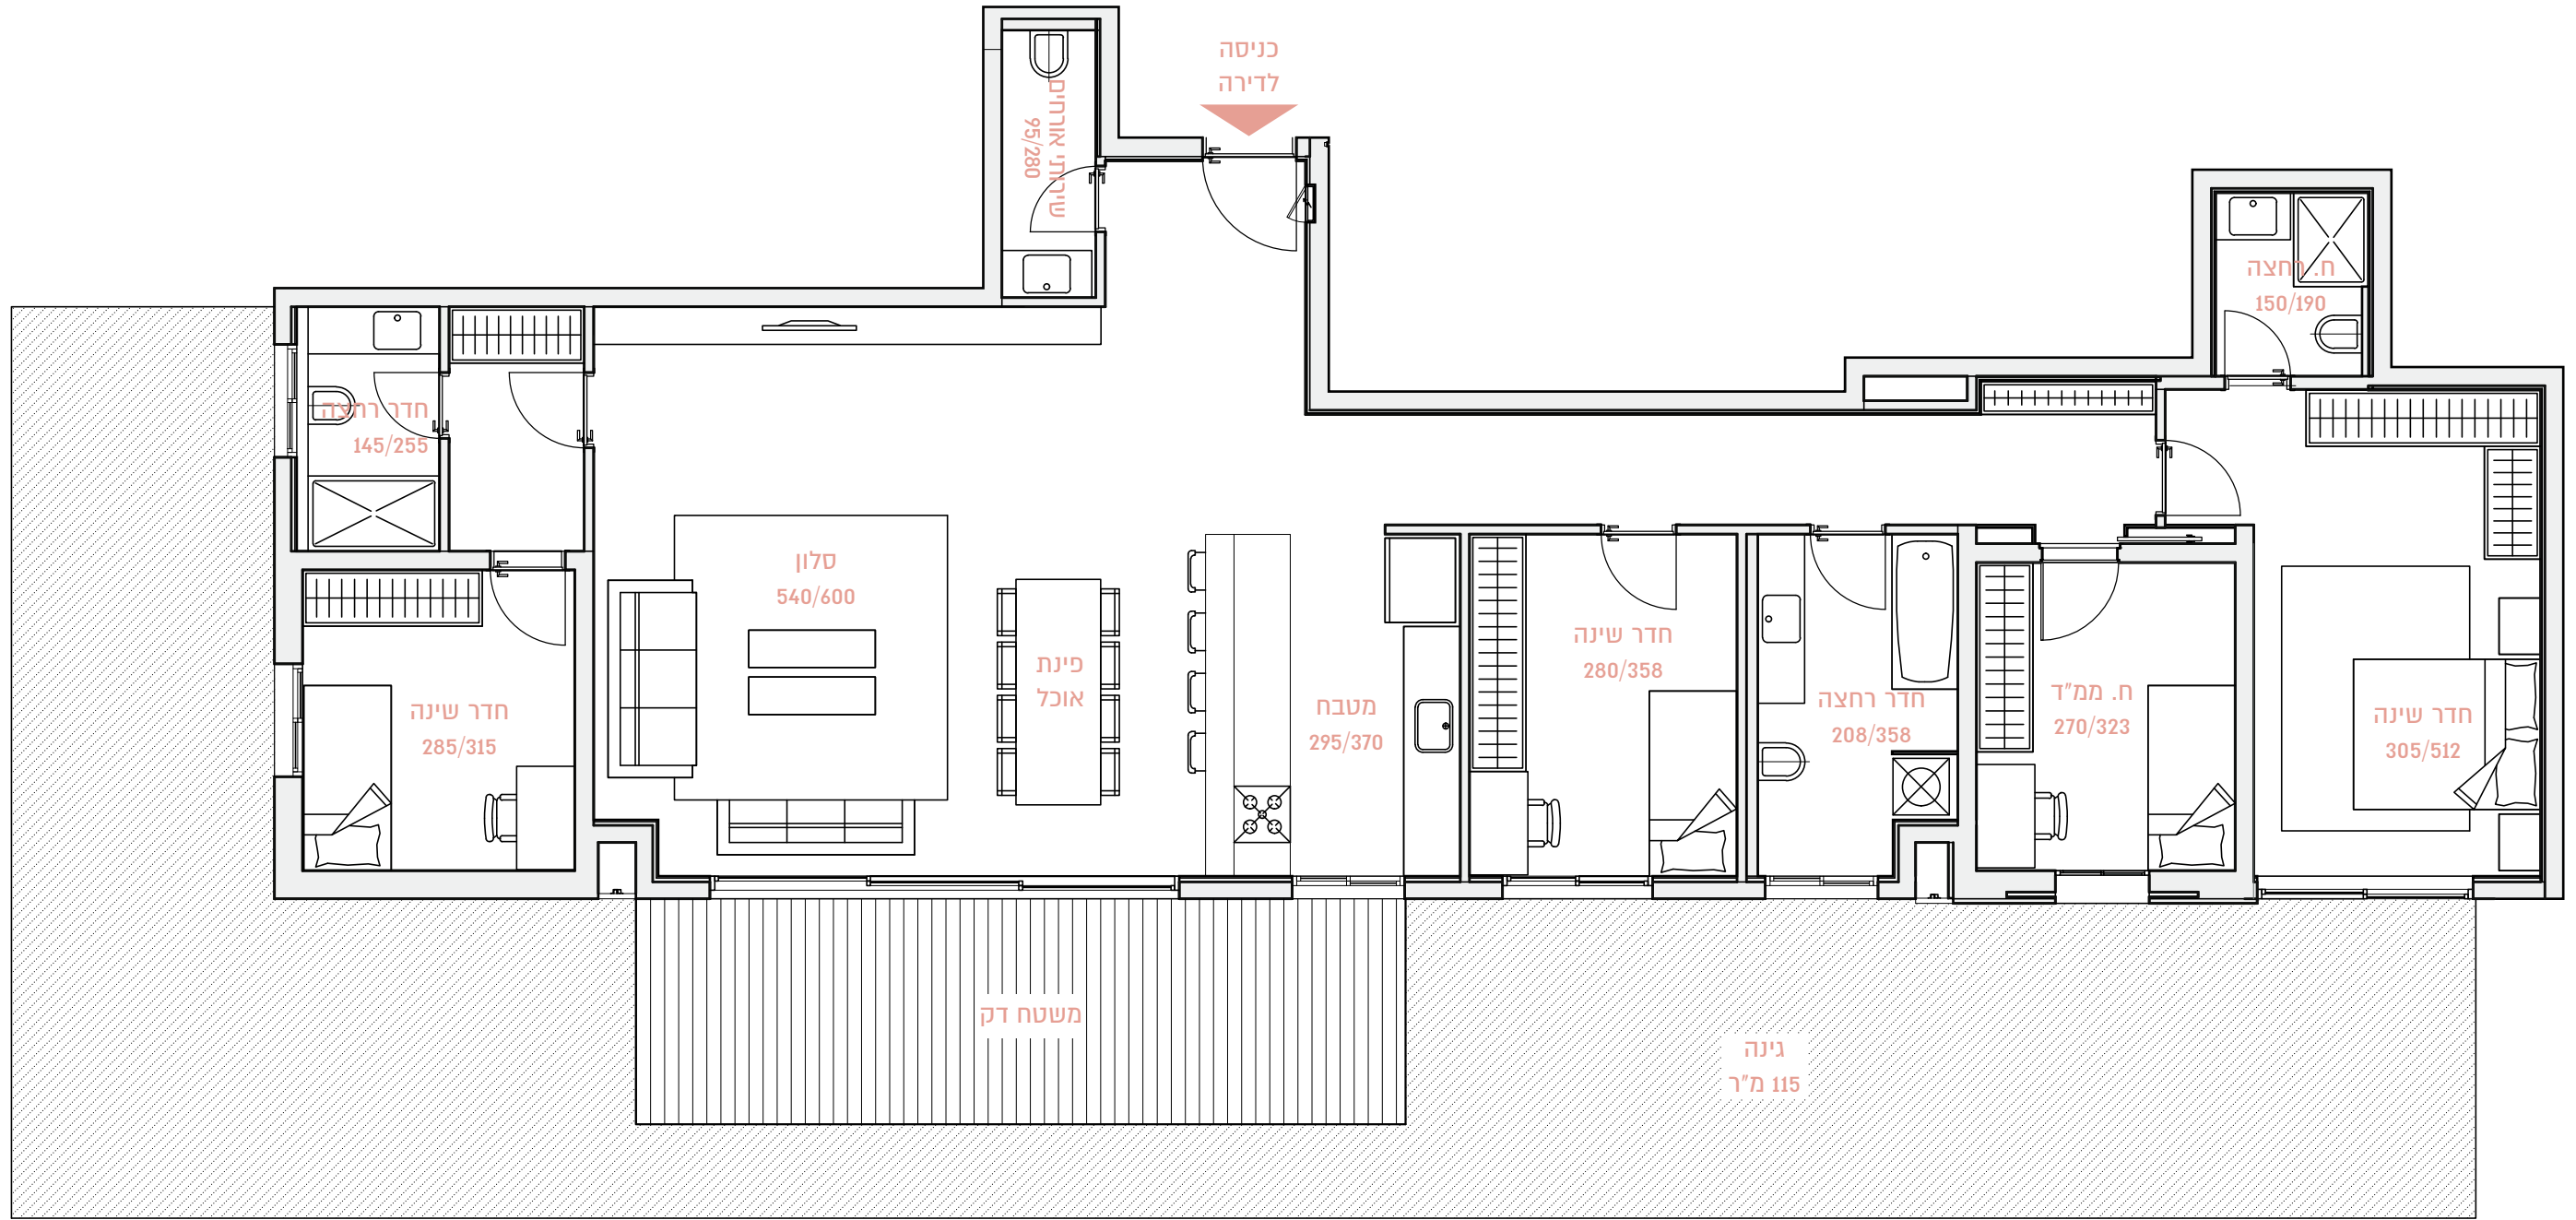 כניסה
לדירה
שירותי אורחים
95/280
ח. רחצה
150/190
חדר רחצה
145/255
סלון
540/600
פינת
אוכל
מטבח
295/370
חדר שינה
280/358
חדר רחצה
208/358
ח. ממ"ד
270/323
חדר שינה
305/512
חדר שינה
285/315
משטח דק
גינה
115 מ"ר